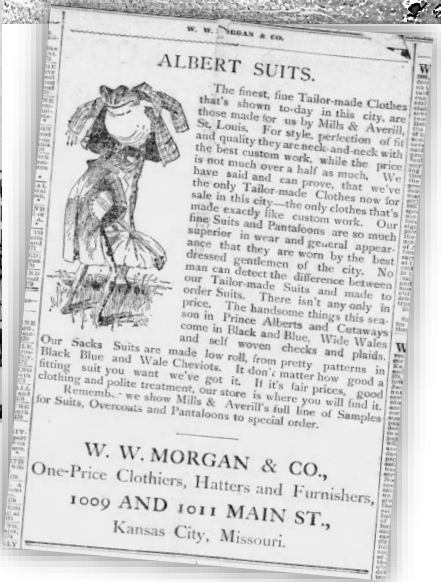 W. W. MORGAN & CO.
ALBERT SUITS.
The finest, fine Tailor-made Clothes
that's shown to-day in this city, are
those made for us by Mills & Averill,
St. Louis. For style, perfection of fit
and quality they are neck-and-neck with
the best custom work, while the price
is not much over a half as much. We
have said and can prove, that we've
the only Tailor-made Clothes now for
sale in this city—the only clothes that's
made exactly like custom work. Our
fine Suits and Pantaloons are so much
superior in wear and general appear-
ance that they are worn by the best
dressed gentlemen of the city. No
man can detect the difference between
our Tailor-made Suits and made to
order Suits. There isn't any only in
price. The handsome things this sea-
son in Prince Alberts and Cutaways
come in Black and Blue, Wide Wales
and self woven checks and plaids.
Our Sacks Suits are made low roll, from pretty patterns in
Black Blue and Wale Cheviots. It don't matter how good a
fitting suit you want we've got it. If it's fair prices, good
clothing and polite treatment, our store is where you will find it.
Remember we show Mills & Averill's full line of Samples
for Suits, Overcoats and Pantaloons to special order.
W. W. MORGAN & CO.,
One-Price Clothiers, Hatters and Furnishers,
1009 AND 1011 MAIN ST.,
Kansas City, Missouri.